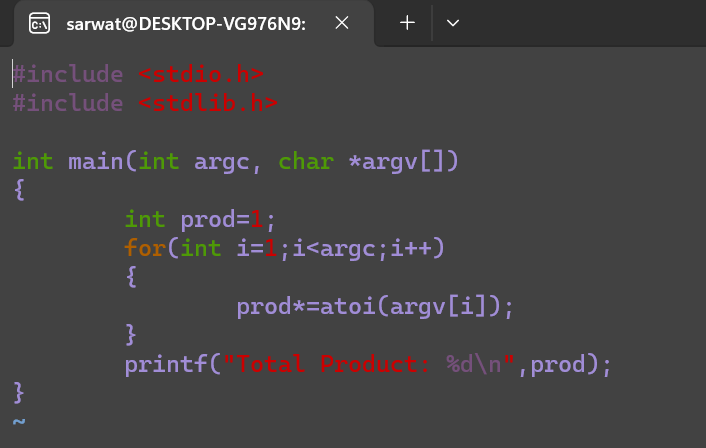 sarwat@DESKTOP-VG976N9:
#include <stdio.h>
#include <stdlib.h>

int main(int argc, char *argv[])
{
        int prod=1;
        for(int i=1;i<argc;i++)
        {
                prod*=atoi(argv[i]);
        }
        printf("Total Product: %d\n",prod);
}
~